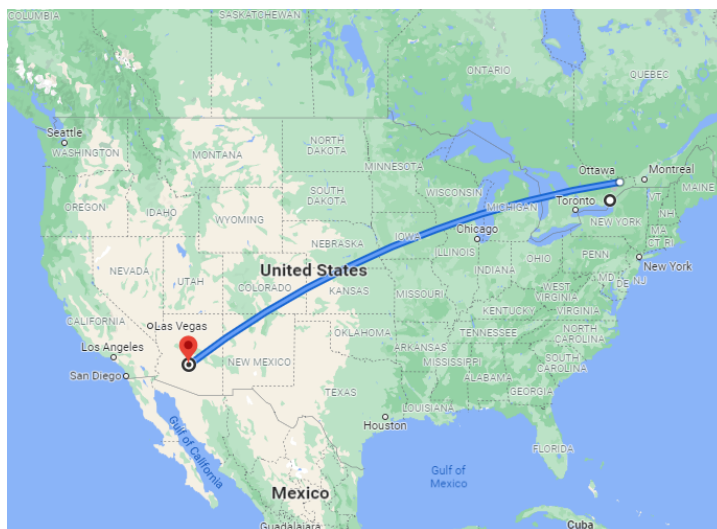 COLUMBIA
SASKATCHEWAN
ONTARIO
QUEBEC
Seattle
WASHINGTON
NORTH
DAKOTA
MONTANA
MINNESOTA
Ottawa
Montreal
MAINE
SOUTH
DAKOTA
WISCONSIN
MICHIGAN
Toronto
VT
NH
OREGON
IDAHO
WYOMING
NEW YORK
MA
CT RI
IOWA
Chicago
NEBRASKA
ILLINOIS
INDIANA
OHIO
PENN
New York
NEVADA
UTAH
COLORADO
United States
KANSAS
MISSOURI
WEST
VIRGINIA
MD
DE
NJ
KENTUCKY
VIRGINIA
CALIFORNIA
Las Vegas
OKLAHOMA
TENNESSEE
NORTH
CAROLINA
Los Angeles
NEW MEXICO
ARKANSAS
MISSISSIPPI
SOUTH
CAROLINA
San Diego
TEXAS
ALABAMA
GEORGIA
LOUISIANA
Houston
FLORIDA
Gulf of California
Gulf of
Mexico
Mexico
Guadalajara
Cuba